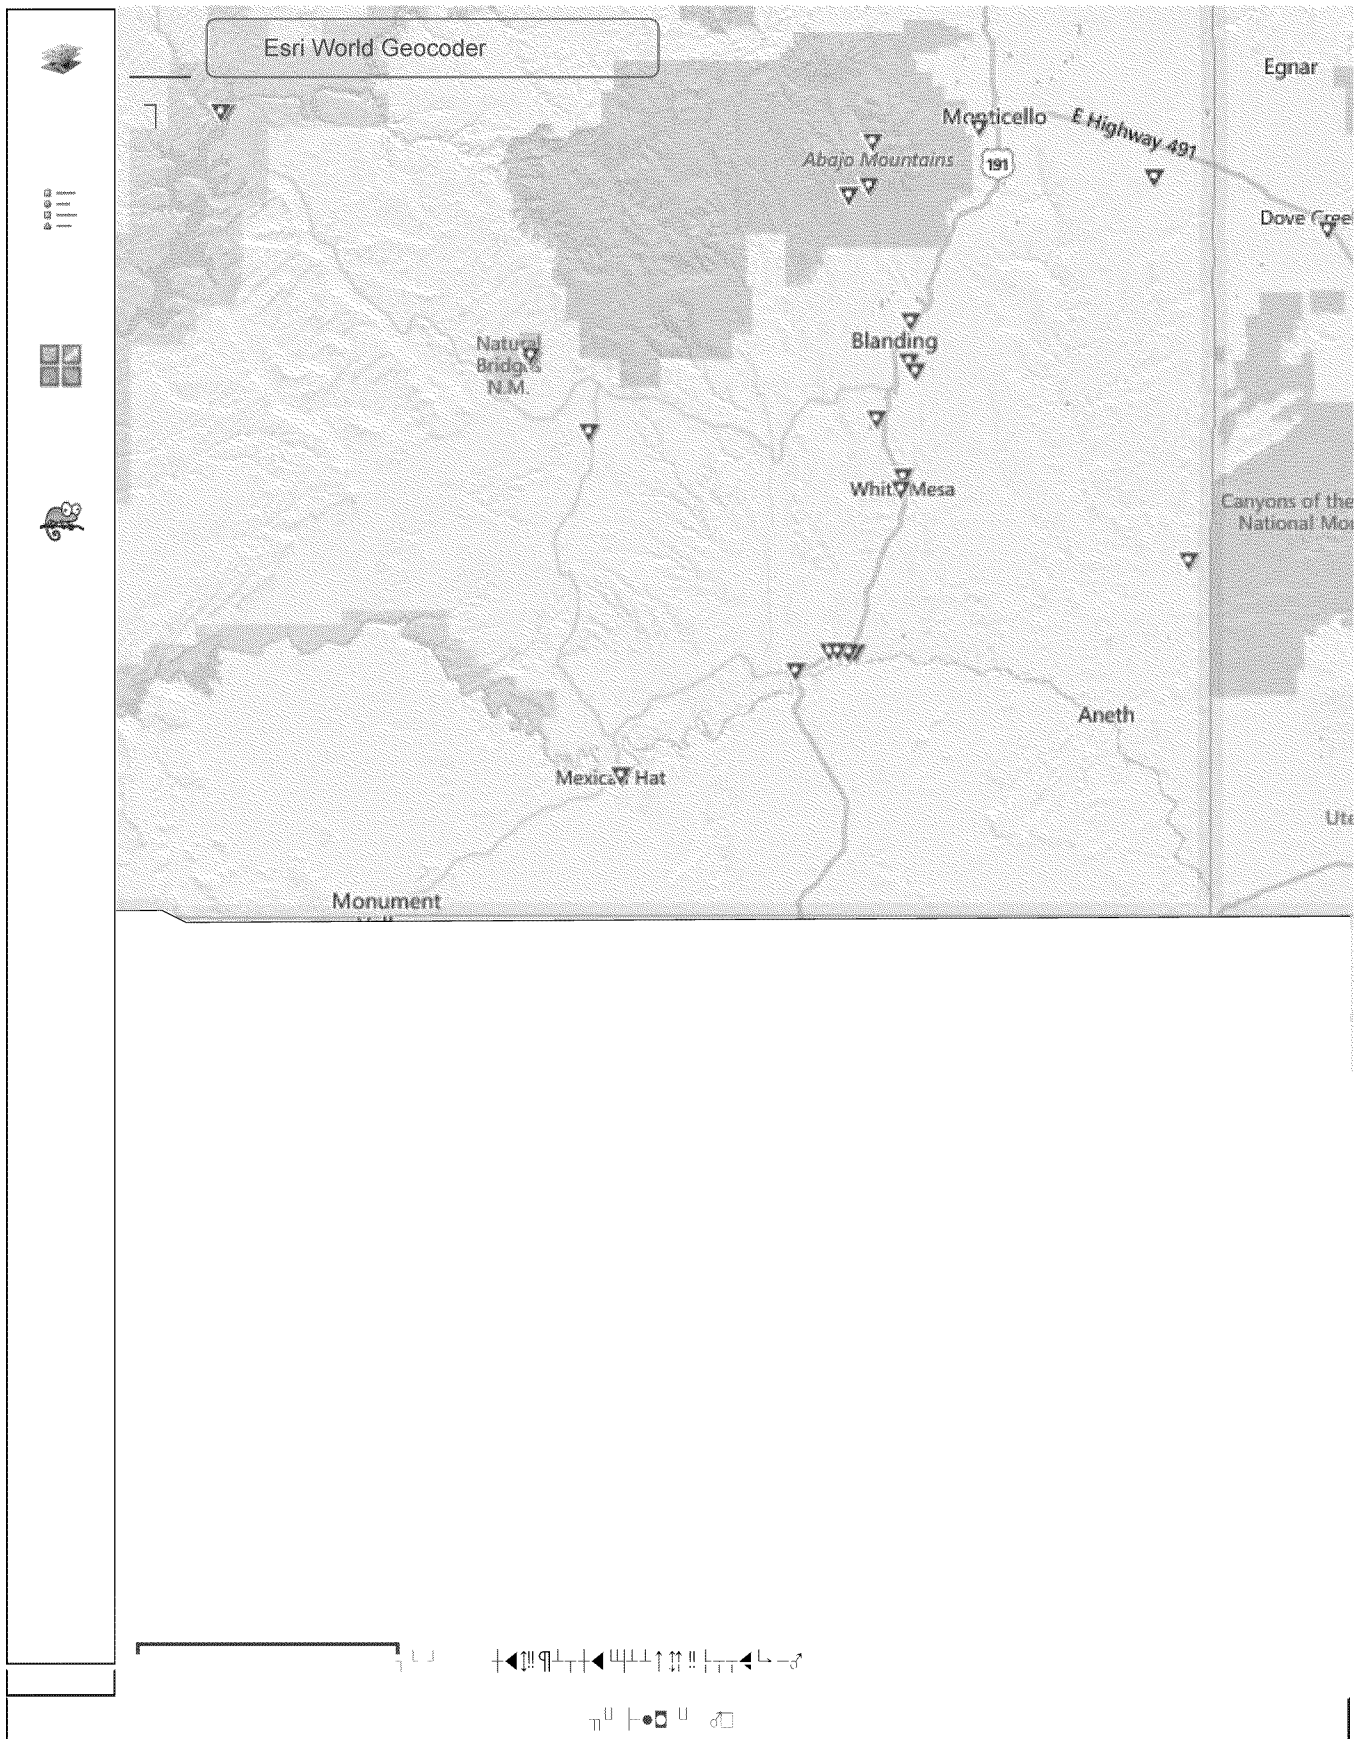 Esri World Geocoder
Egnar
Monticello
E Highway 491
Abajo Mountains
191
Dove Creel
Natural
Bridges
N.M.
Blanding
White Mesa
Canyons of the
National Mo
Aneth
Mexican Hat
Ute
Monument